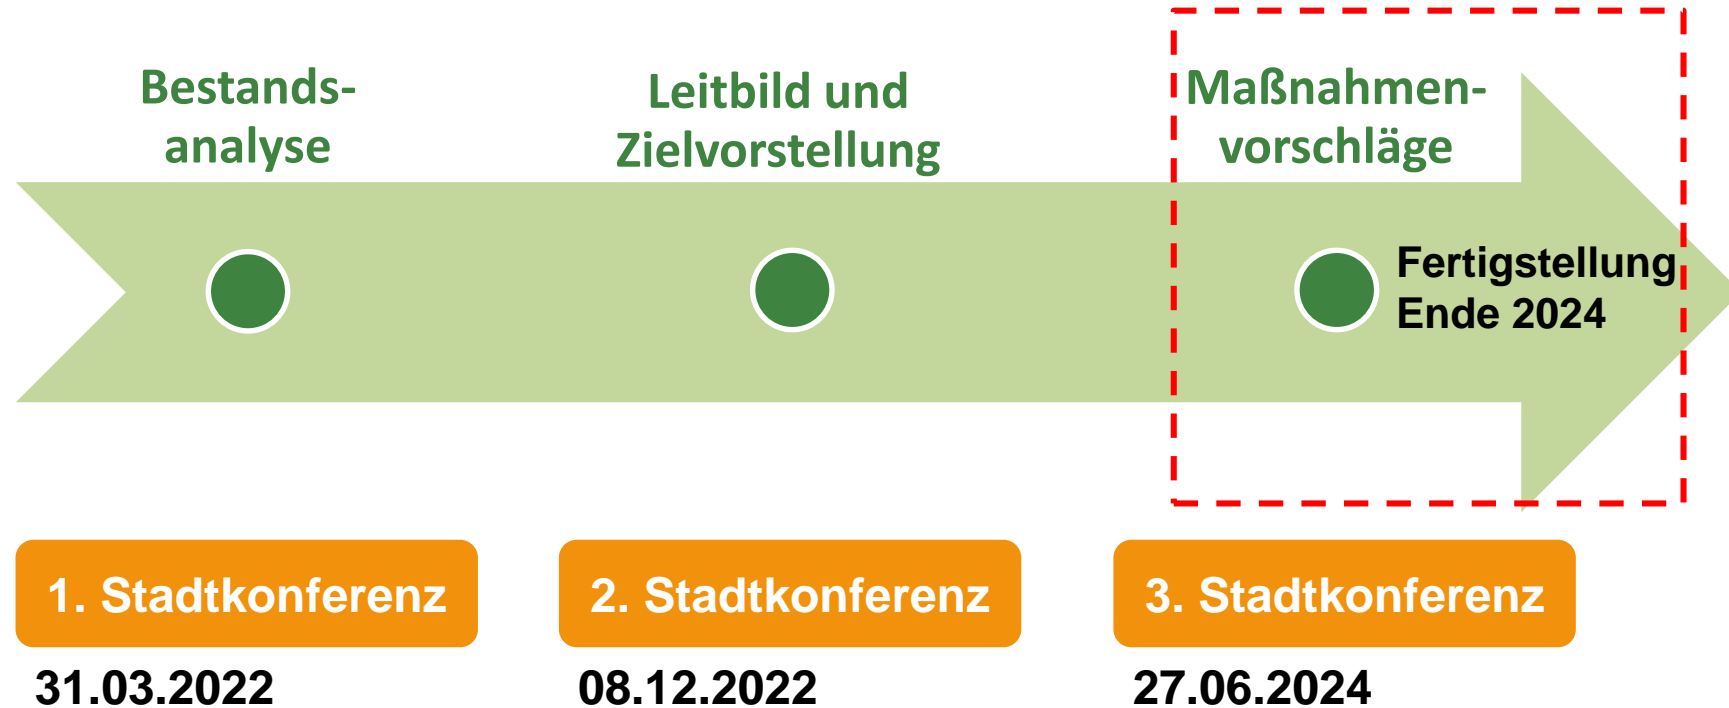 Bestands-
analyse
Leitbild und
Zielvorstellung
Maßnahmen-
vorschläge
Fertigstellung
Ende 2024
1. Stadtkonferenz
2. Stadtkonferenz
3. Stadtkonferenz
31.03.2022
08.12.2022
27.06.2024